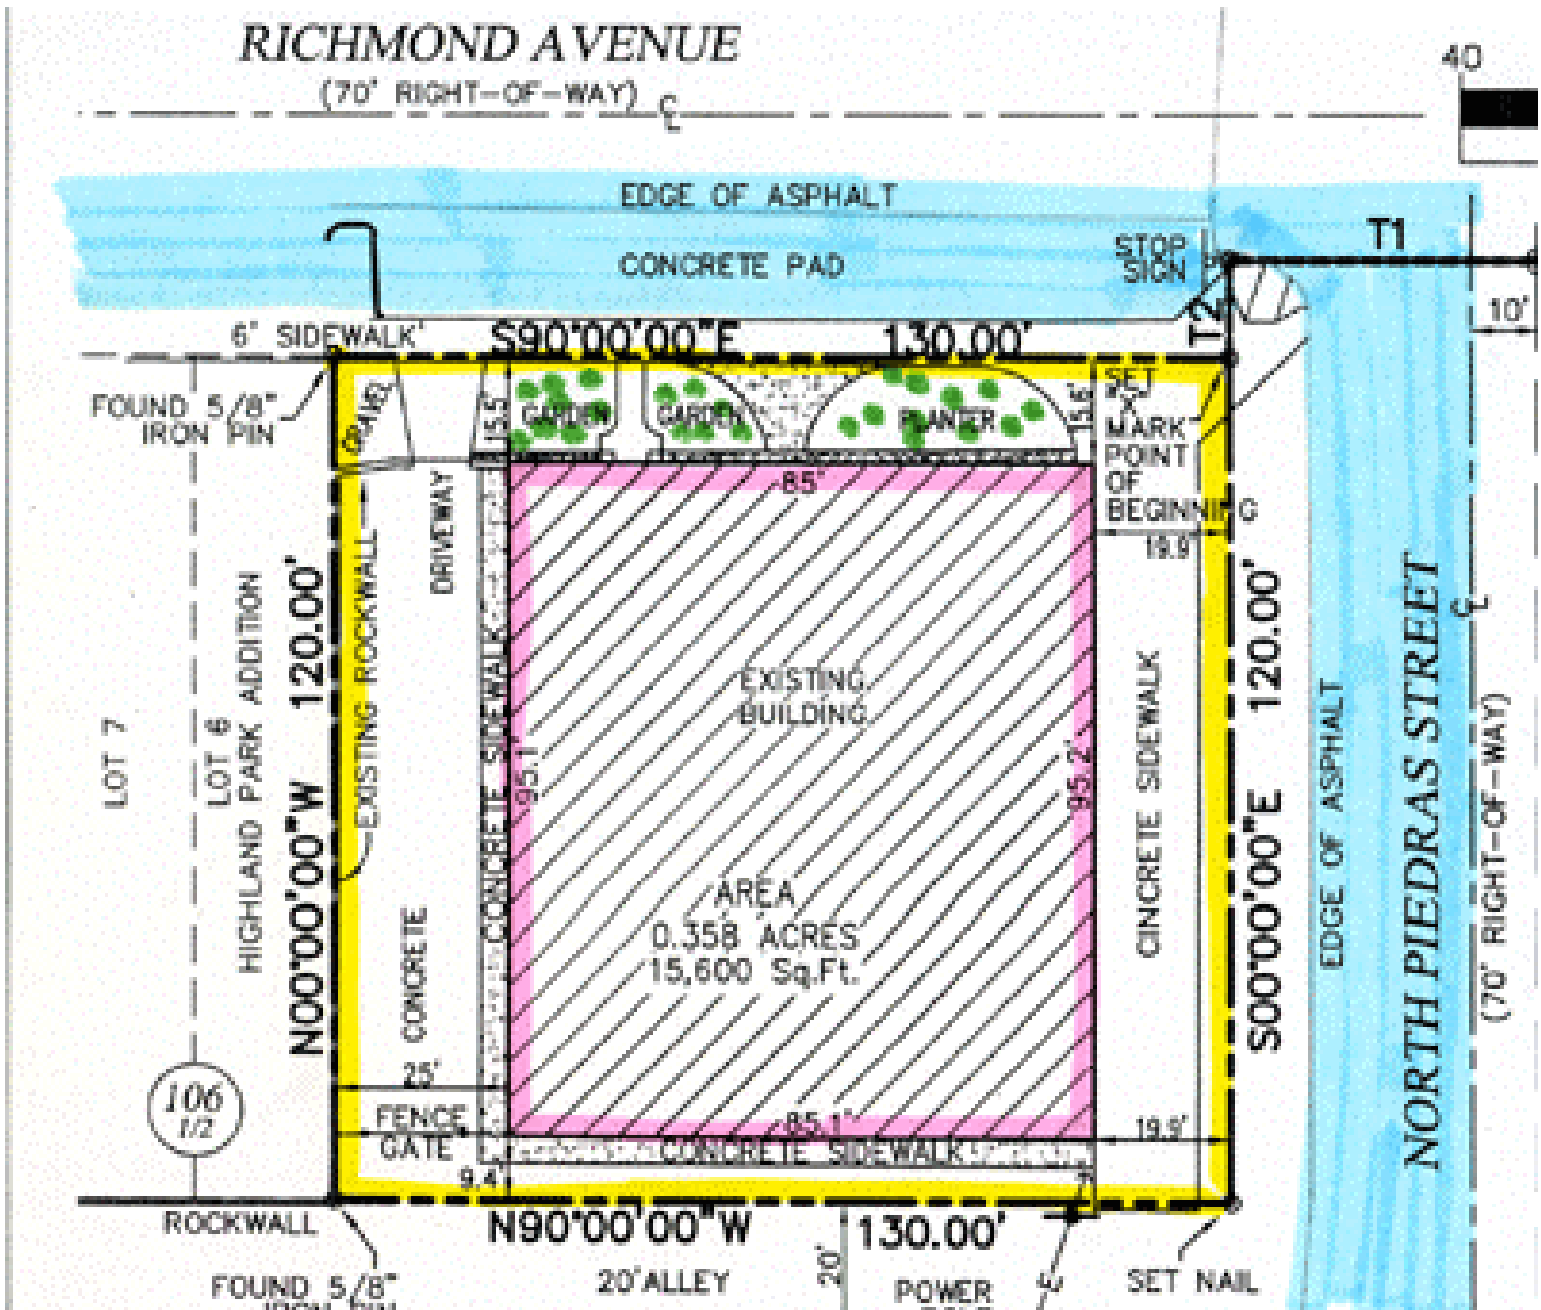 RICHMOND AVENUE
(70' RIGHT-OF-WAY)
℄
40
EDGE OF ASPHALT
CONCRETE PAD
STOP
SIGN
T1
T2
10'
6' SIDEWALK'
S90°00'00"E 130.00'
FOUND 5/8"
IRON PIN
GRAVEL
15.5'
GARDEN
GARDEN
PLANTER
15.6'
SET
"X"
MARK
POINT
OF
BEGINNING
19.9'
85'
DRIVEWAY
EXISTING ROCKWALL
CONCRETE SIDEWALK
95.1'
EXISTING
BUILDING
95.2'
CINCRETE SIDEWALK
AREA
0.358 ACRES
15,600 Sq.Ft.
LOT 7
LOT 6
HIGHLAND PARK ADDITION
N00°00'00"W 120.00'
CONCRETE
S00°00'00"E 120.00'
EDGE OF ASPHALT
NORTH PIEDRAS STREET
℄
(70' RIGHT-OF-WAY)
25'
FENCE
GATE
106
1/2
85.1'
19.9'
CONCRETE SIDEWALK
9.4'
ROCKWALL
N90°00'00"W 130.00'
FOUND 5/8"
IRON PIN
20'ALLEY
20'
POWER
SET NAIL